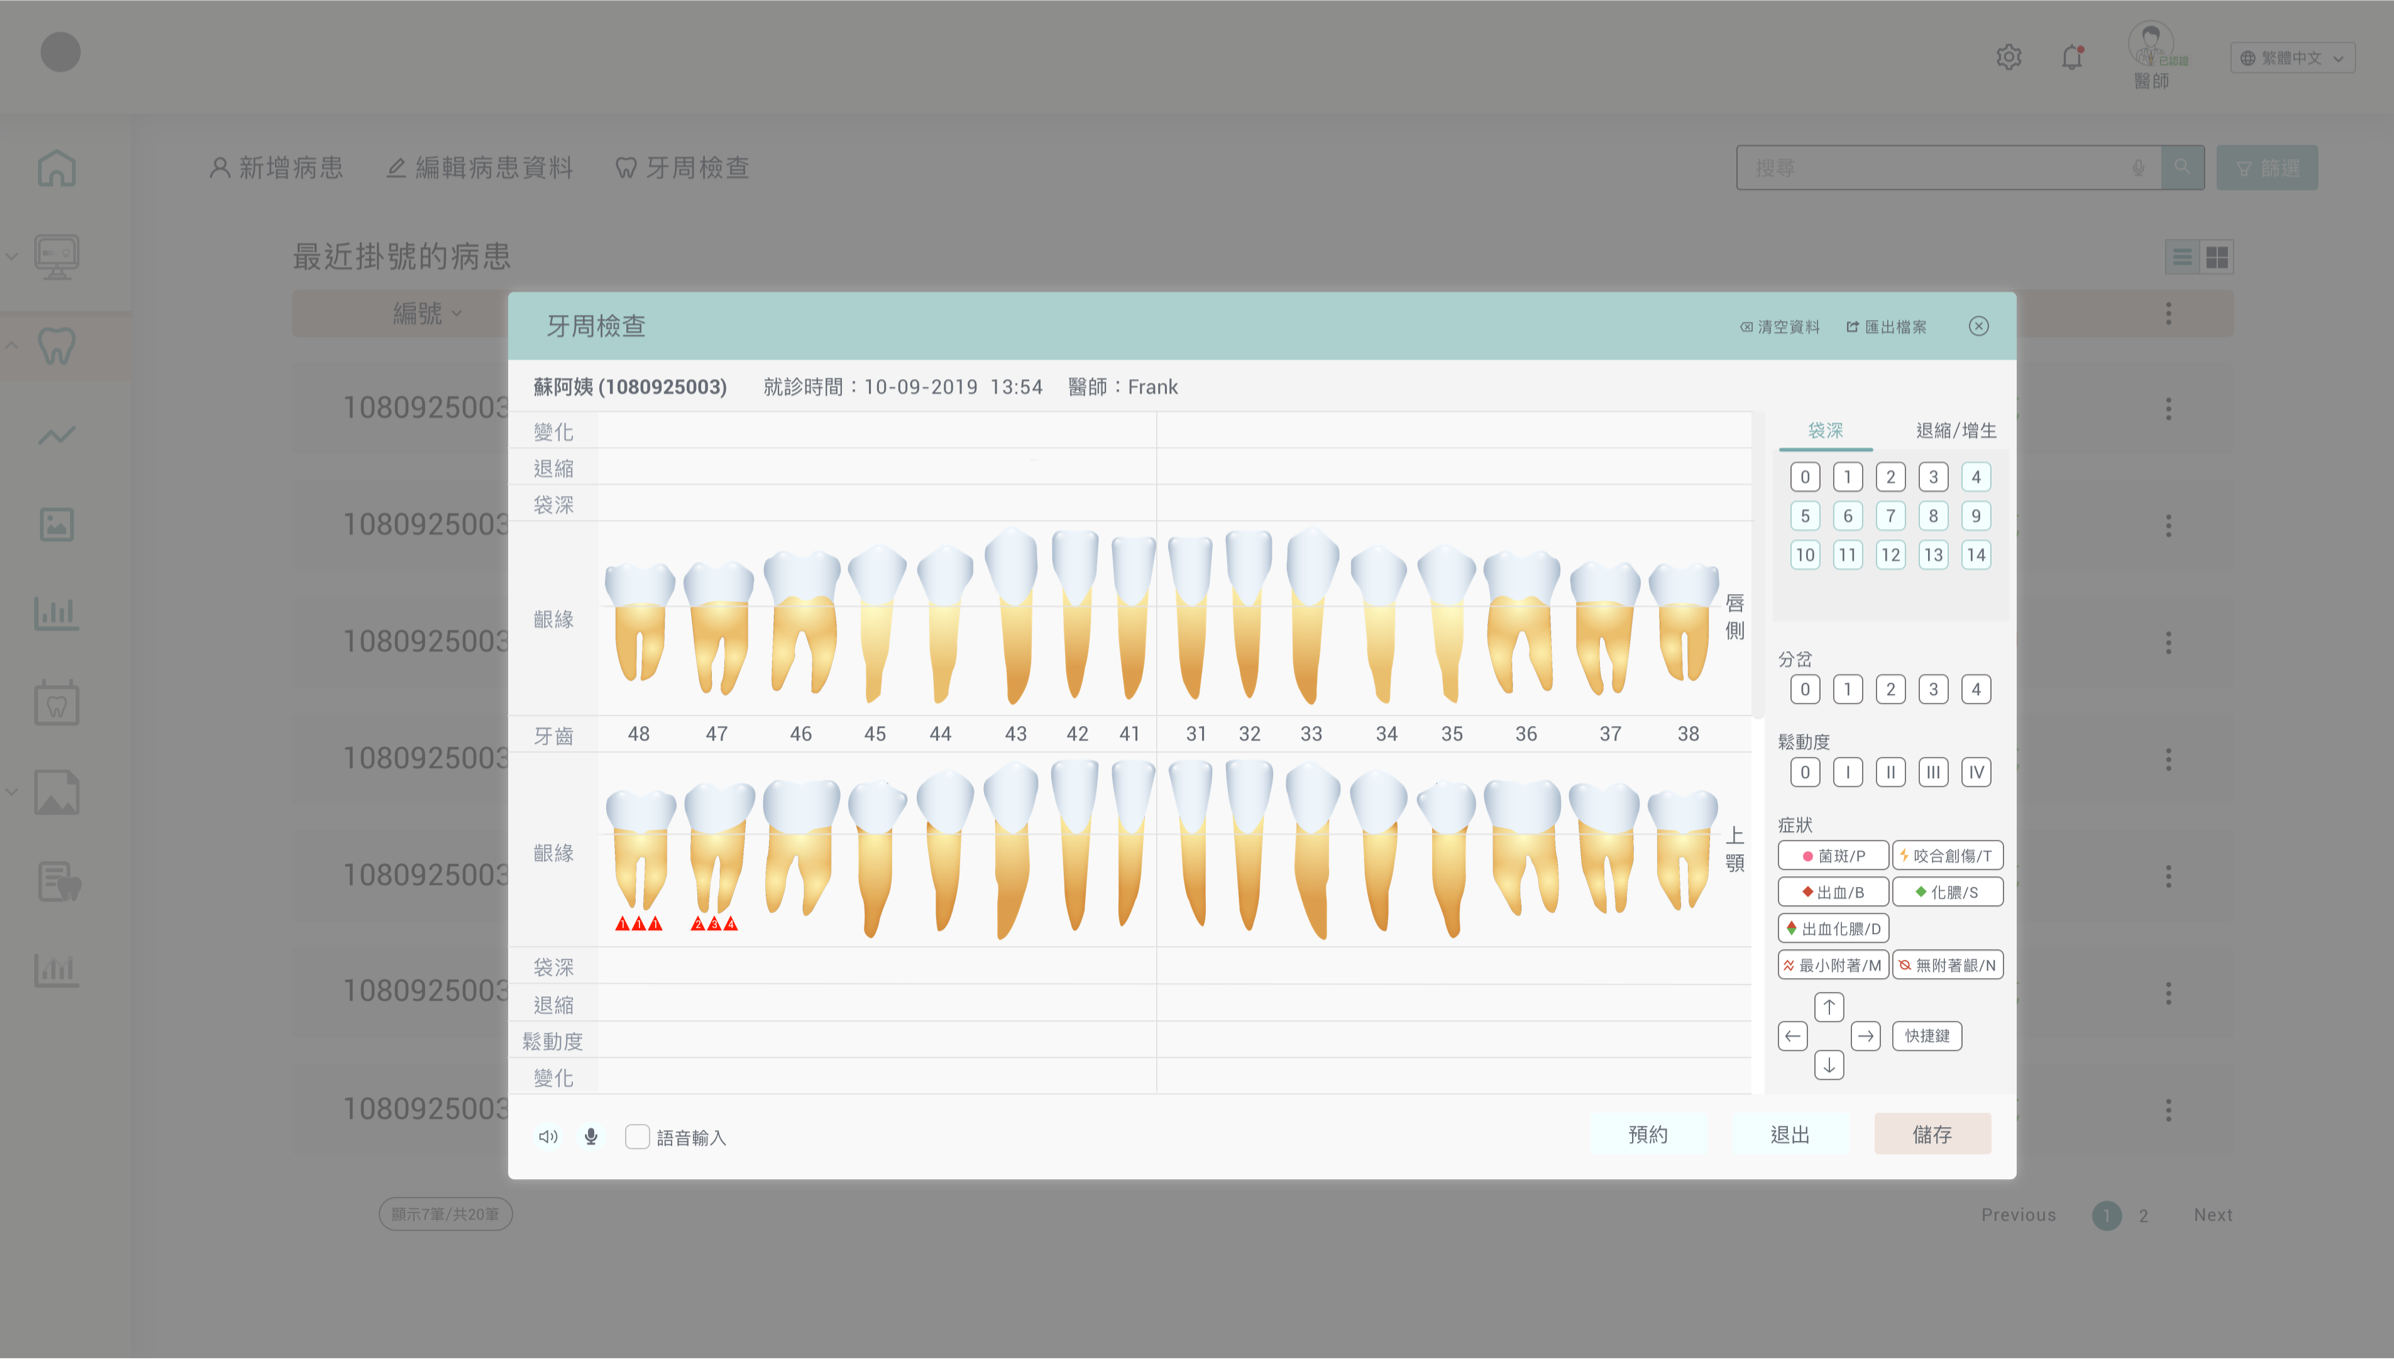 已認證
醫師
繁體中文
新增病患 編輯病患資料 牙周檢查
搜尋
篩選
最近掛號的病患
編號
1080925003
1080925003
1080925003
1080925003
1080925003
1080925003
1080925003
牙周檢查
清空資料 匯出檔案
蘇阿姨 (1080925003) 就診時間：10-09-2019 13:54 醫師：Frank
變化
退縮
袋深
齦緣
唇側
牙齒 48 47 46 45 44 43 42 41 31 32 33 34 35 36 37 38
齦緣
上顎
1 1 1 2 3 4
袋深
退縮
鬆動度
變化
袋深 退縮/增生
0 1 2 3 4
5 6 7 8 9
10 11 12 13 14
分岔
0 1 2 3 4
鬆動度
0 I II III IV
症狀
菌斑/P 咬合創傷/T
出血/B 化膿/S
出血化膿/D
最小附著/M 無附著齦/N
↑
← → 快捷鍵
↓
語音輸入
預約 退出 儲存
顯示7筆/共20筆
Previous 1 2 Next